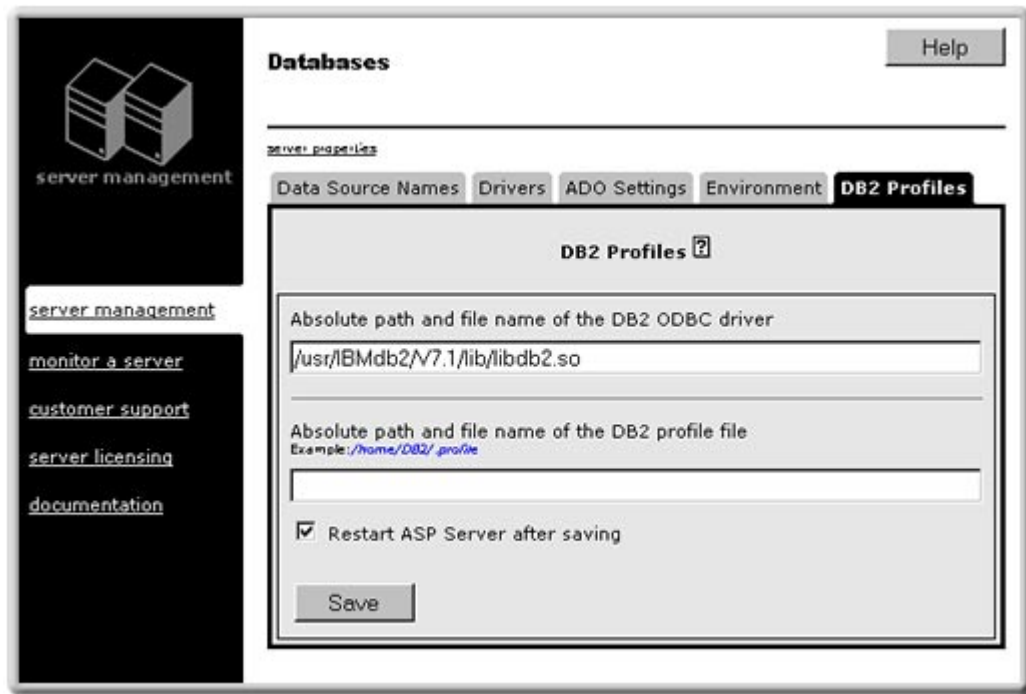 Help
Databases
server properties
server management
Data Source Names Drivers ADO Settings Environment DB2 Profiles
DB2 Profiles ?
server management
monitor a server
customer support
server licensing
documentation
Absolute path and file name of the DB2 ODBC driver
/usr/IBMdb2/V7.1/lib/libdb2.so
Absolute path and file name of the DB2 profile file
Example:/home/DB2/.profile
Restart ASP Server after saving
Save